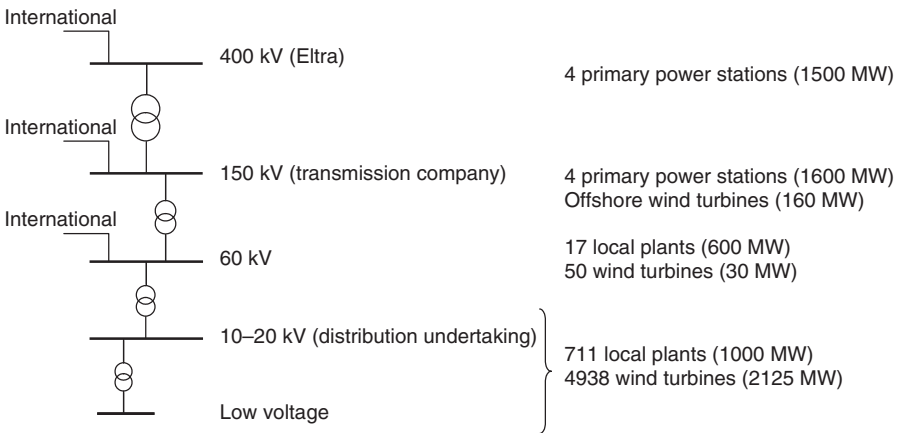 International
400 kV (Eltra)
4 primary power stations (1500 MW)
International
150 kV (transmission company)
4 primary power stations (1600 MW)
Offshore wind turbines (160 MW)
International
60 kV
17 local plants (600 MW)
50 wind turbines (30 MW)
10–20 kV (distribution undertaking)
711 local plants (1000 MW)
4938 wind turbines (2125 MW)
Low voltage